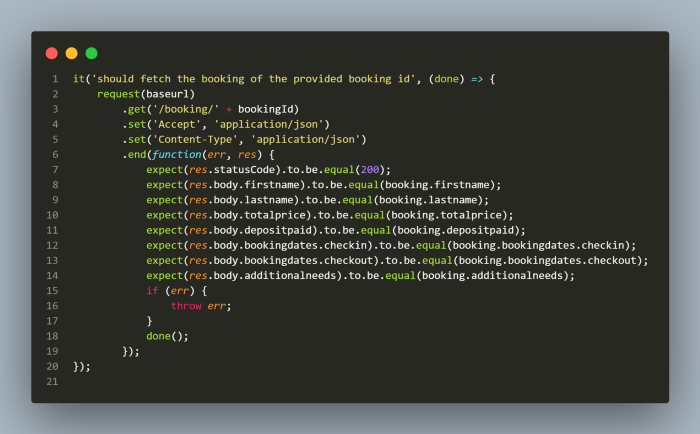 1 it('should fetch the booking of the provided booking id', (done) => {
2     request(baseurl)
3         .get('/booking/' + bookingId)
4         .set('Accept', 'application/json')
5         .set('Content-Type', 'application/json')
6         .end(function(err, res) {
7             expect(res.statusCode).to.be.equal(200);
8             expect(res.body.firstname).to.be.equal(booking.firstname);
9             expect(res.body.lastname).to.be.equal(booking.lastname);
10             expect(res.body.totalprice).to.be.equal(booking.totalprice);
11             expect(res.body.depositpaid).to.be.equal(booking.depositpaid);
12             expect(res.body.bookingdates.checkin).to.be.equal(booking.bookingdates.checkin);
13             expect(res.body.bookingdates.checkout).to.be.equal(booking.bookingdates.checkout);
14             expect(res.body.additionalneeds).to.be.equal(booking.additionalneeds);
15             if (err) {
16                 throw err;
17             }
18             done();
19         });
20 });
21